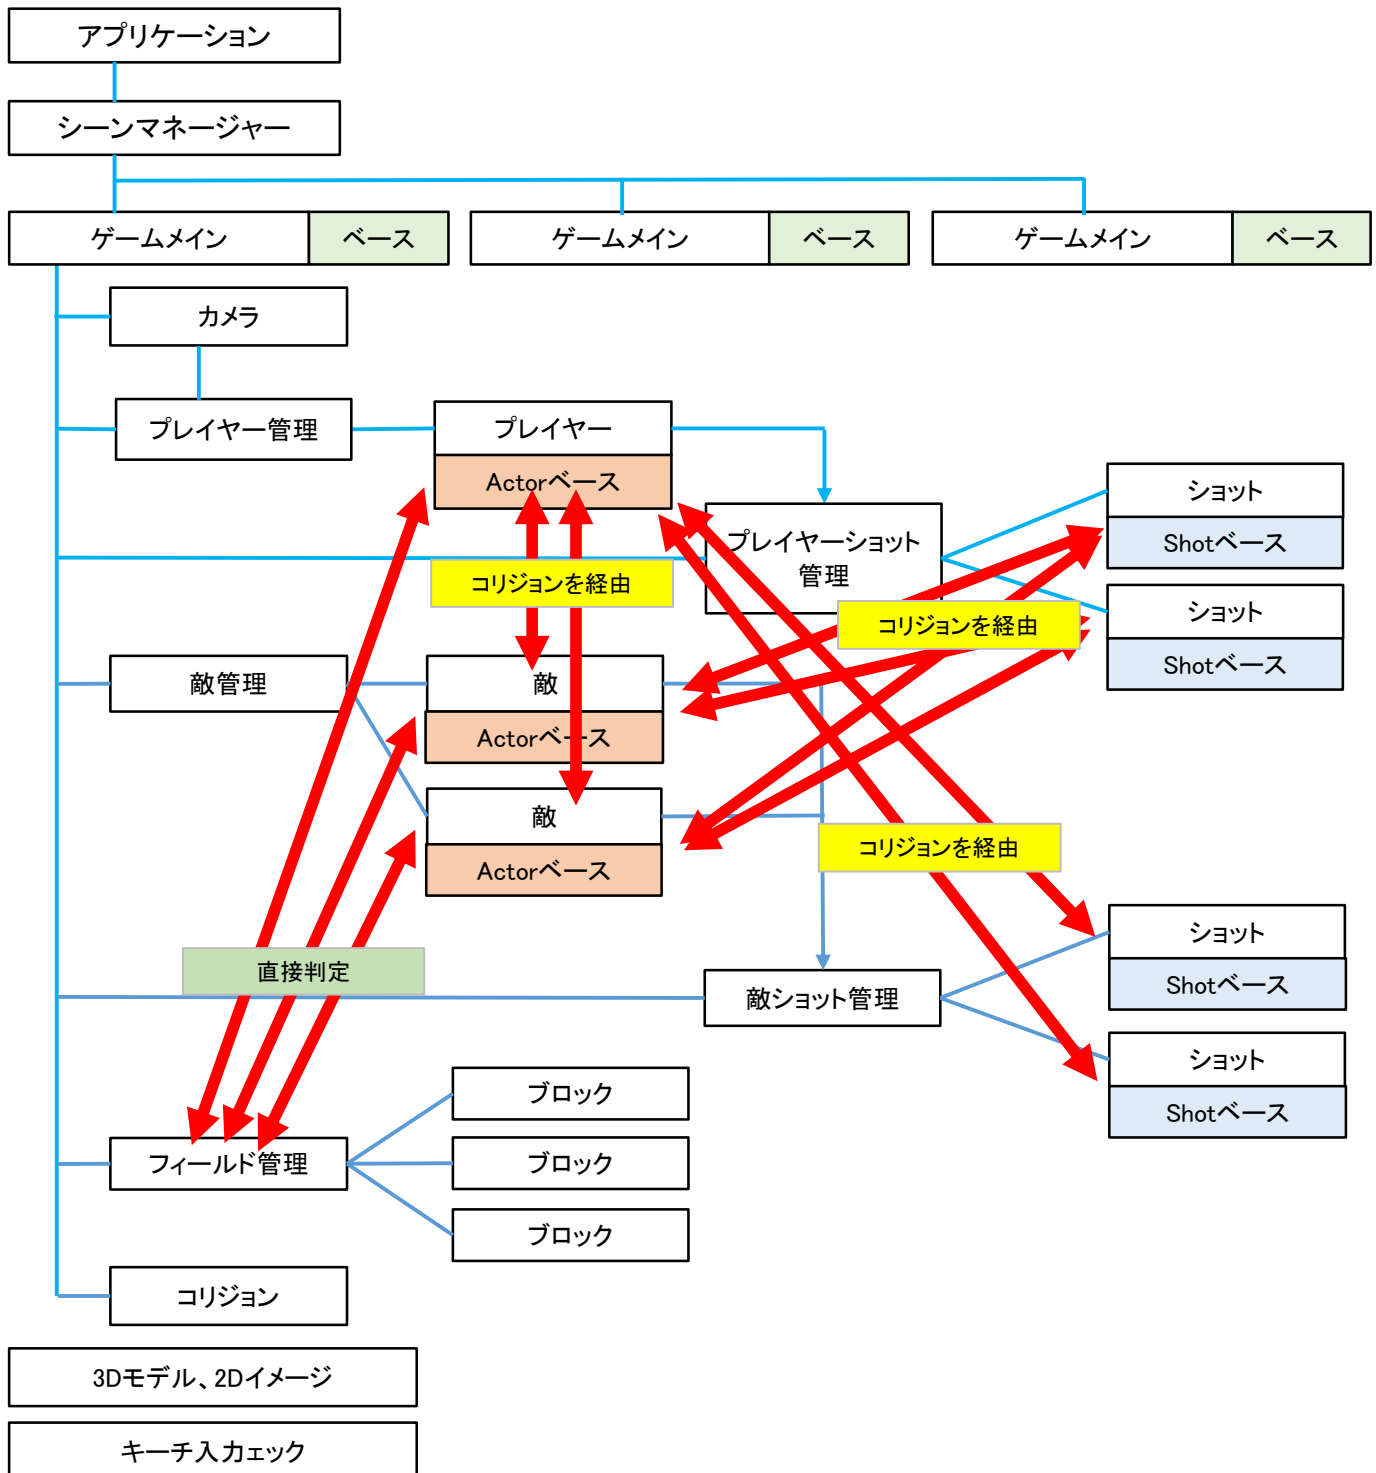 アプリケーション
シーンマネージャー
ゲームメイン
ベース
ゲームメイン
ベース
ゲームメイン
ベース
カメラ
プレイヤー管理
プレイヤー
Actorベース
ショット
Shotベース
プレイヤーショット
管理
コリジョンを経由
ショット
Shotベース
コリジョンを経由
敵管理
敵
Actorベース
敵
Actorベース
コリジョンを経由
直接判定
敵ショット管理
ショット
Shotベース
ショット
Shotベース
ブロック
フィールド管理
ブロック
ブロック
コリジョン
3Dモデル、2Dイメージ
キーチ入力ェック